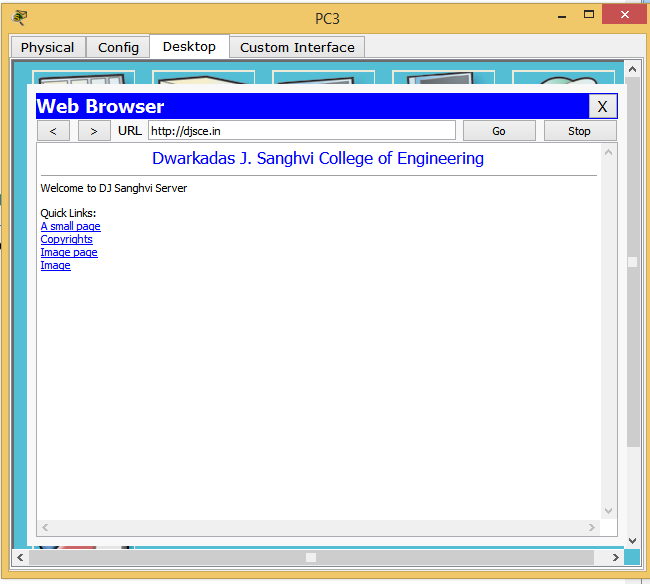 PC3
Physical Config Desktop Custom Interface
Web Browser X
< > URL http://djsce.in Go Stop
Dwarkadas J. Sanghvi College of Engineering
Welcome to DJ Sanghvi Server
Quick Links:
A small page
Copyrights
Image page
Image